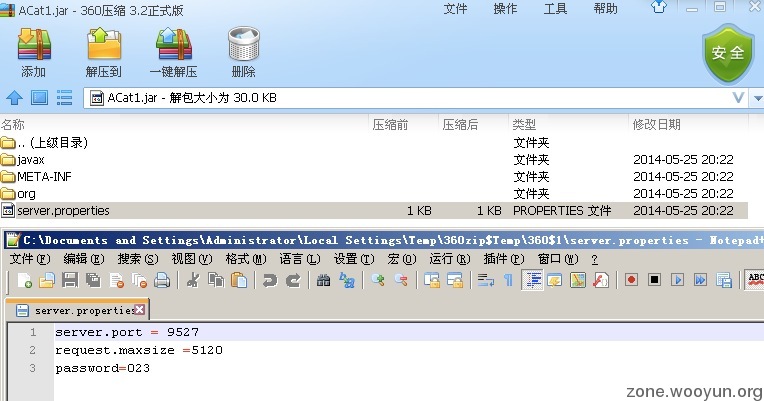 ACat1.jar - 360压缩 3.2正式版
文件 操作 工具 帮助
添加 解压到 一键解压 删除
安全
ACat1.jar - 解包大小为 30.0 KB
名称 压缩前 压缩后 类型 修改日期
.. (上级目录) 文件夹
javax 文件夹 2014-05-25 20:22
META-INF 文件夹 2014-05-25 20:22
org 文件夹 2014-05-25 20:22
server.properties 1 KB 1 KB PROPERTIES 文件 2014-05-25 20:22
C:\Documents and Settings\Administrator\Local Settings\Temp\360zip$Temp\360$1\server.properties - Notepad+
文件(F) 编辑(E) 搜索(S) 视图(V) 格式(M) 语言(L) 设置(T) 宏(O) 运行(R) 插件(P) 窗口(W) ?
ABC
server.properties
1 server.port = 9527
2 request.maxsize =5120
3 password=023
zone.wooyun.org